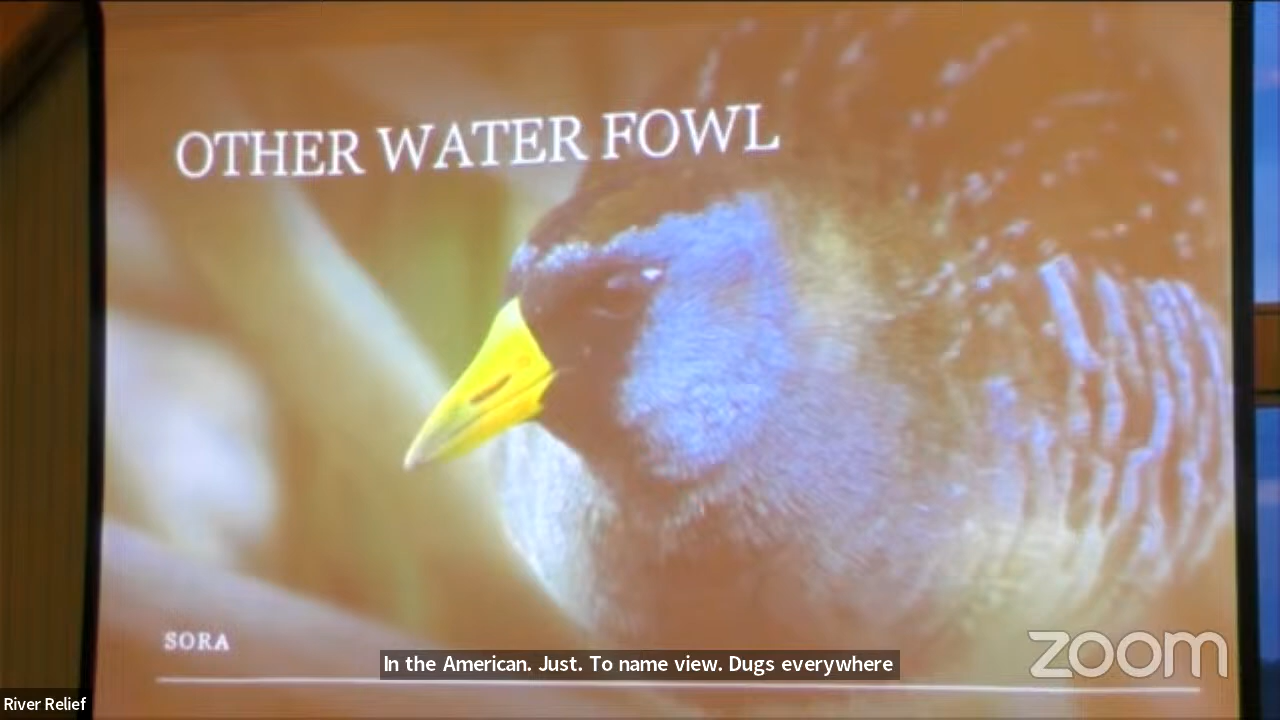 OTHER WATER FOWL
SORA
In the American. Just. To name view. Dugs everywhere
zoom
River Relief